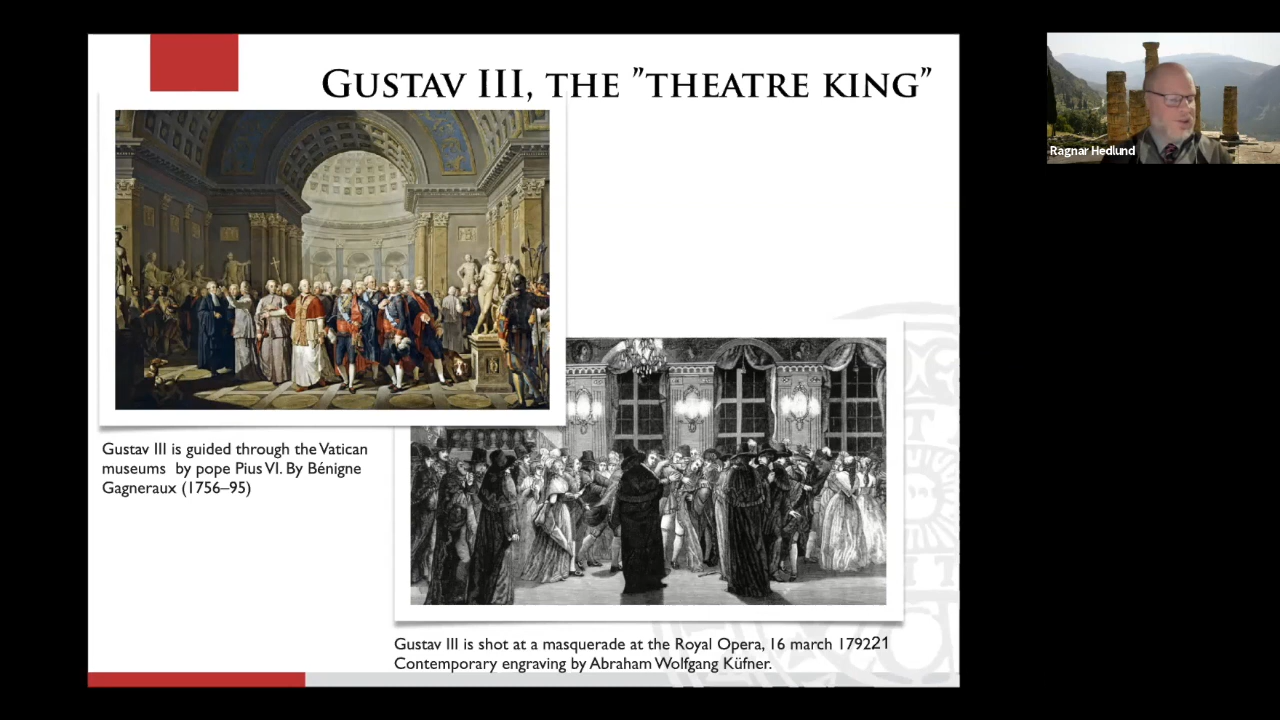 GUSTAV III, THE ”THEATRE KING”
Ragnar Hedlund
Gustav III is guided through the Vatican
museums by pope Pius VI. By Bénigne
Gagneraux (1756–95)
Gustav III is shot at a masquerade at the Royal Opera, 16 march 1792
21
Contemporary engraving by Abraham Wolfgang Küfner.